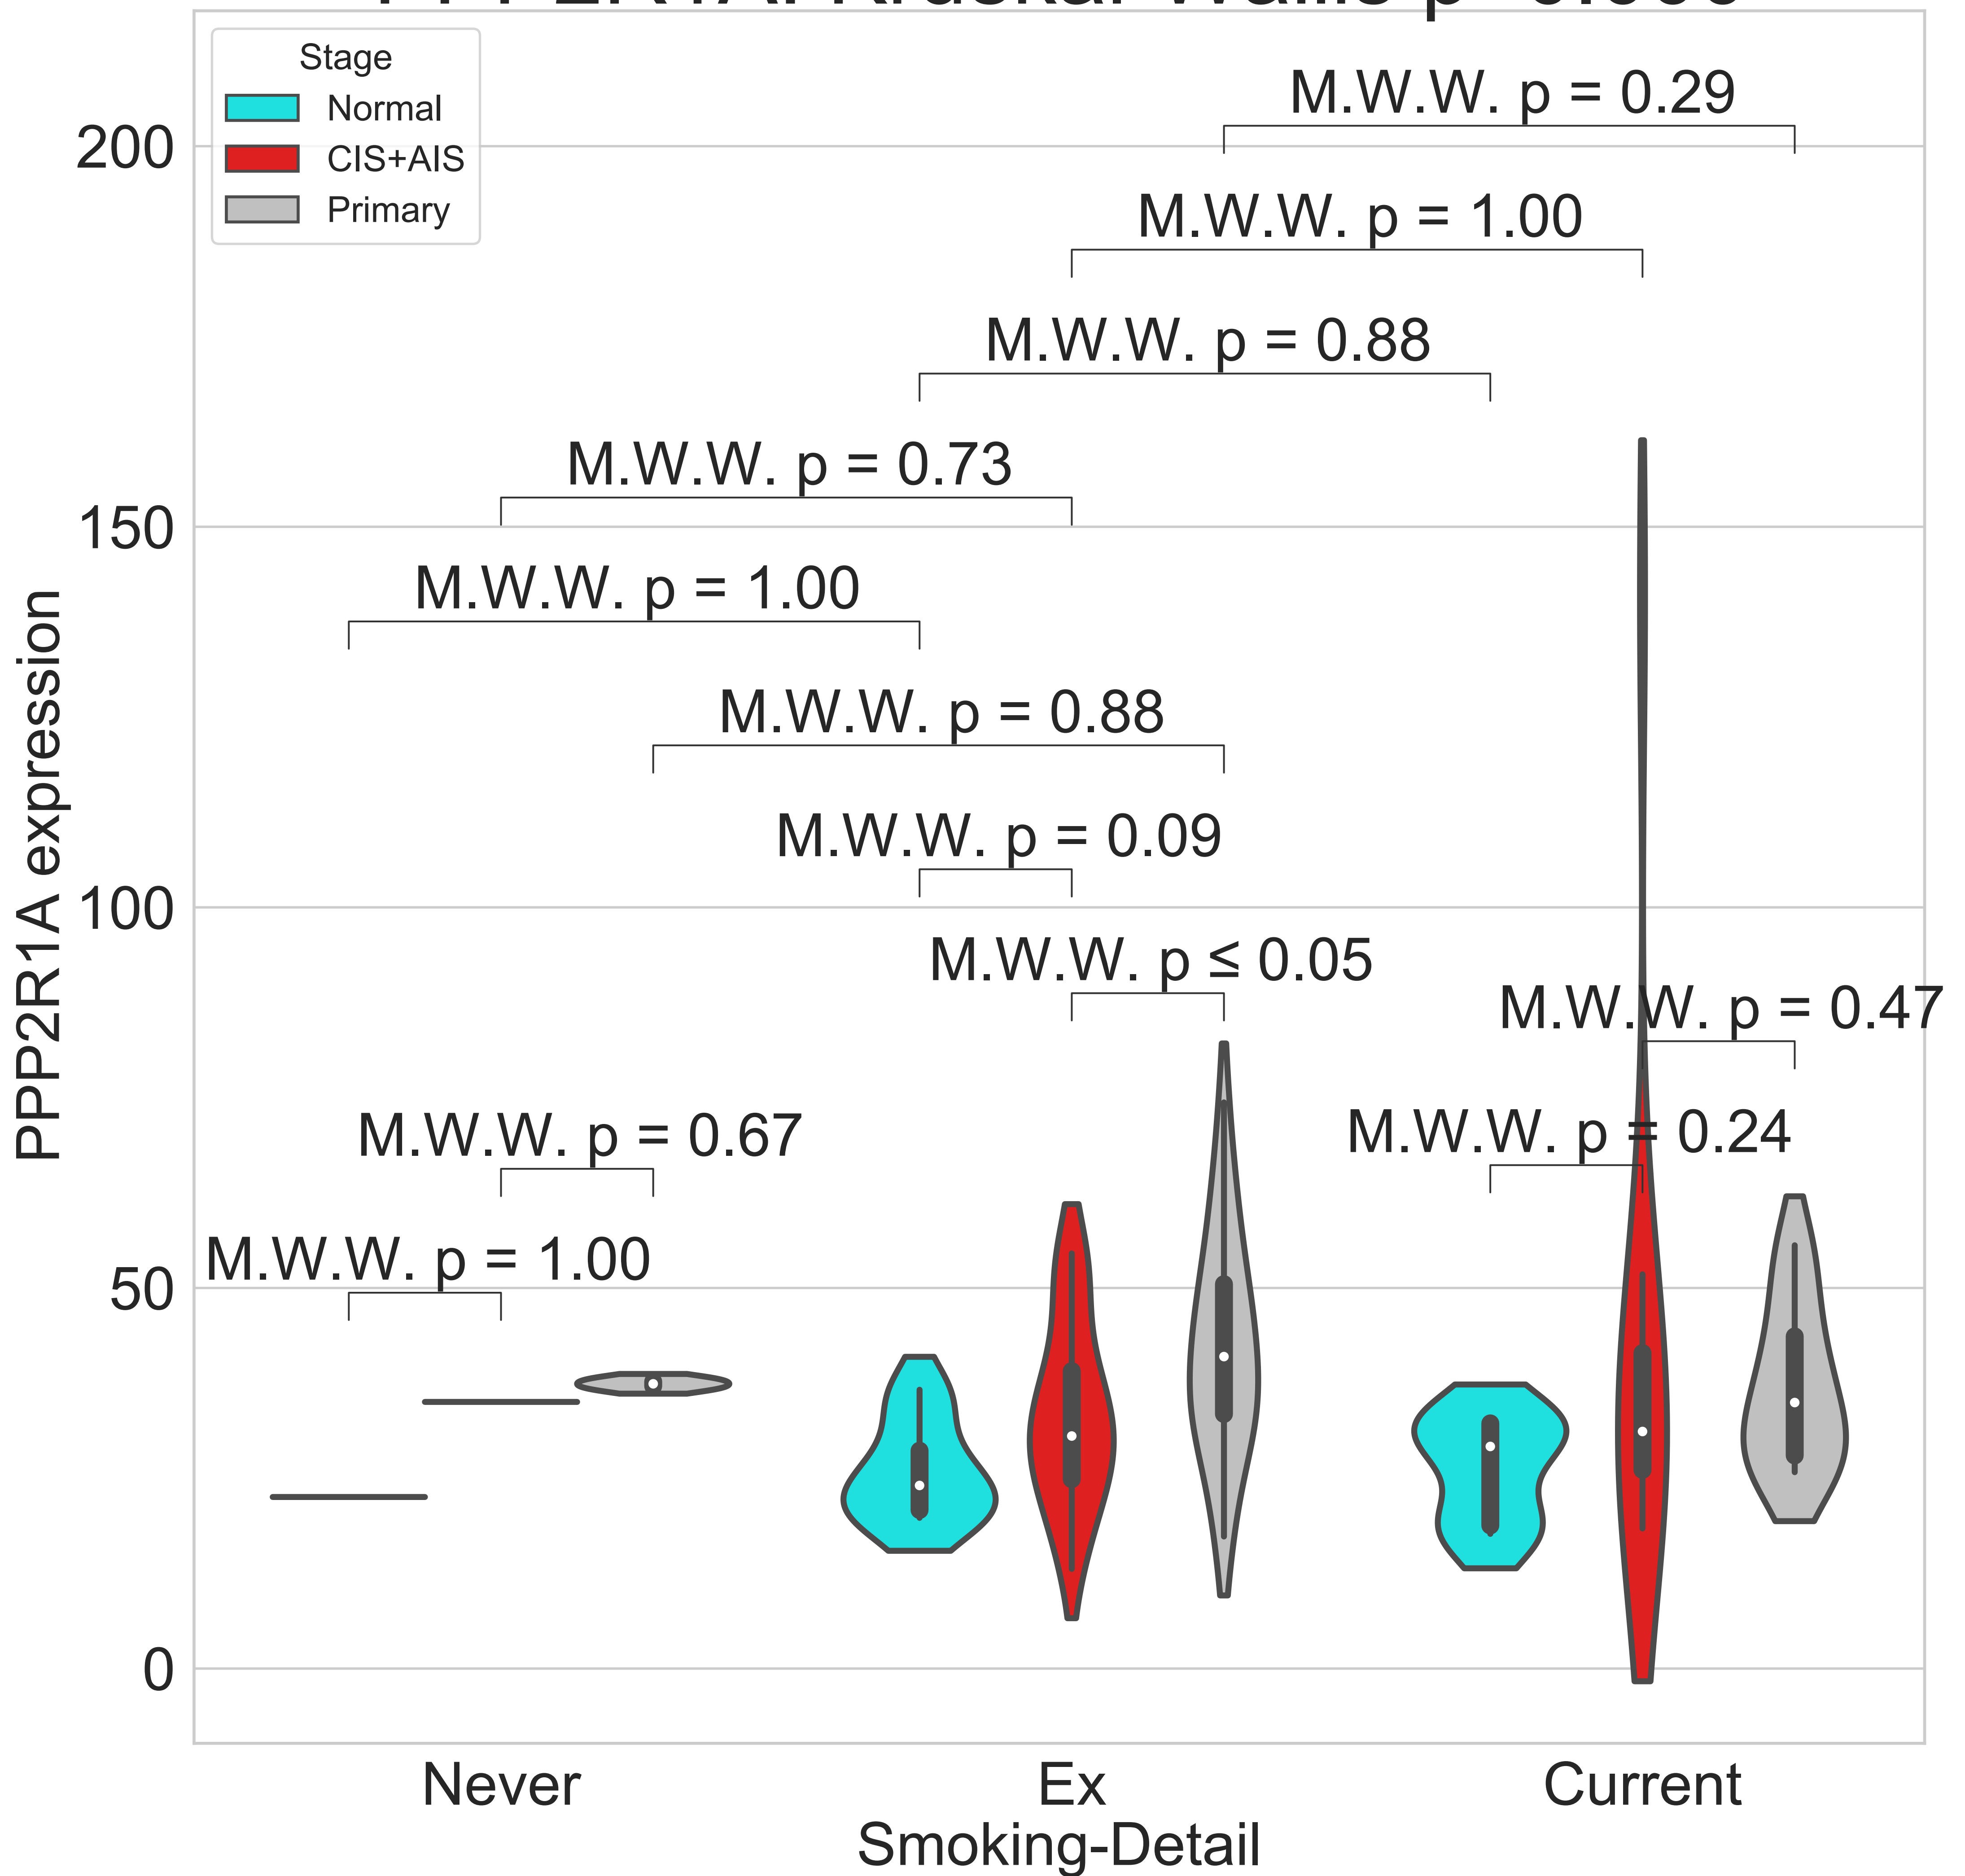 Stage
Normal
CIS+AIS
Primary
M.W.W. p = 0.29
M.W.W. p = 1.00
M.W.W. p = 0.88
M.W.W. p = 0.73
M.W.W. p = 1.00
M.W.W. p = 0.88
M.W.W. p = 0.09
M.W.W. p ≤ 0.05
M.W.W. p = 0.47
M.W.W. p = 0.67
M.W.W. p = 0.24
M.W.W. p = 1.00
PPP2R1A expression
200
150
100
50
0
Never
Ex
Current
Smoking-Detail